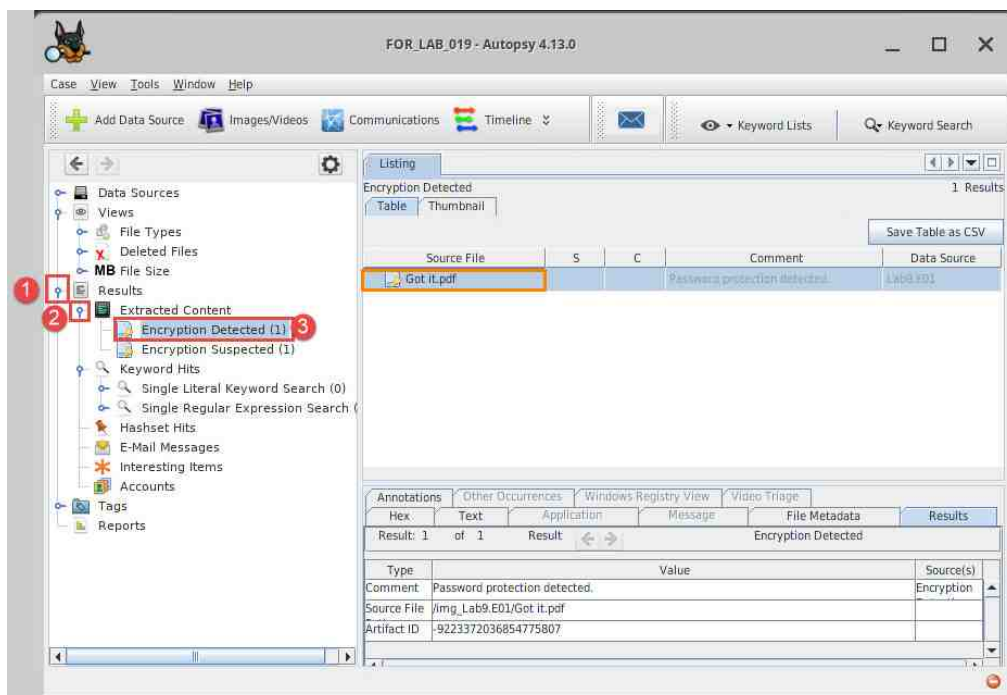 FOR_LAB_019 - Autopsy 4.13.0
Case View Tools Window Help
Add Data Source Images/Videos Communications Timeline Keyword Lists Keyword Search
Data Sources
Views
File Types
Deleted Files
MB File Size
1 Results
2 Extracted Content
Encryption Detected (1) 3
Encryption Suspected (1)
Keyword Hits
Single Literal Keyword Search (0)
Single Regular Expression Search (
Hashset Hits
E-Mail Messages
Interesting Items
Accounts
Tags
Reports
Listing
Encryption Detected 1 Results
Table Thumbnail
Save Table as CSV
Source File S C Comment Data Source
Got it.pdf Password protection detected. Lab9.E01
Annotations Other Occurrences Windows Registry View Video Triage
Hex Text Application Message File Metadata Results
Result: 1 of 1 Result Encryption Detected
Type Value Source(s)
Comment Password protection detected. Encryption
Source File /img_Lab9.E01/Got it.pdf
Artifact ID -9223372036854775807